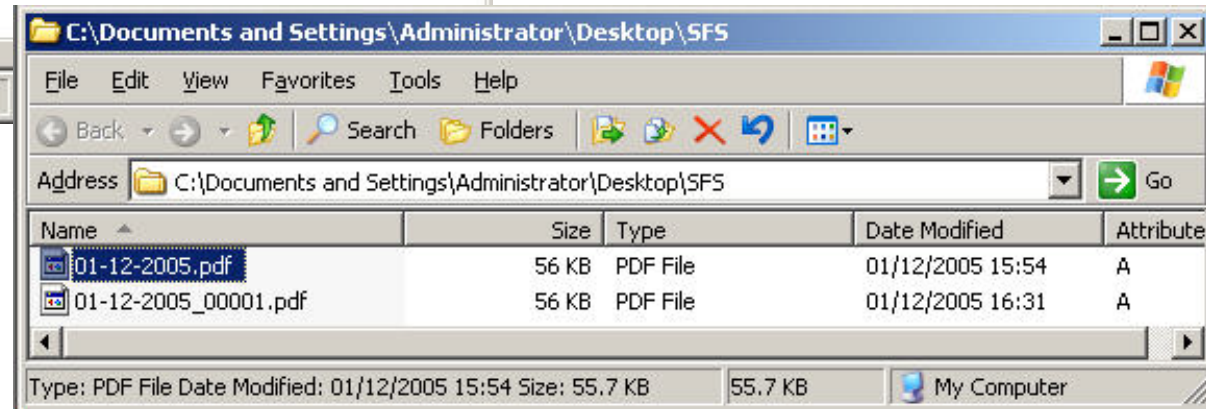 C:\Documents and Settings\Administrator\Desktop\SFS
File Edit View Favorites Tools Help
Back Search Folders
Address C:\Documents and Settings\Administrator\Desktop\SFS Go
Name Size Type Date Modified Attribute
01-12-2005.pdf 56 KB PDF File 01/12/2005 15:54 A
01-12-2005_00001.pdf 56 KB PDF File 01/12/2005 16:31 A
Type: PDF File Date Modified: 01/12/2005 15:54 Size: 55.7 KB 55.7 KB My Computer